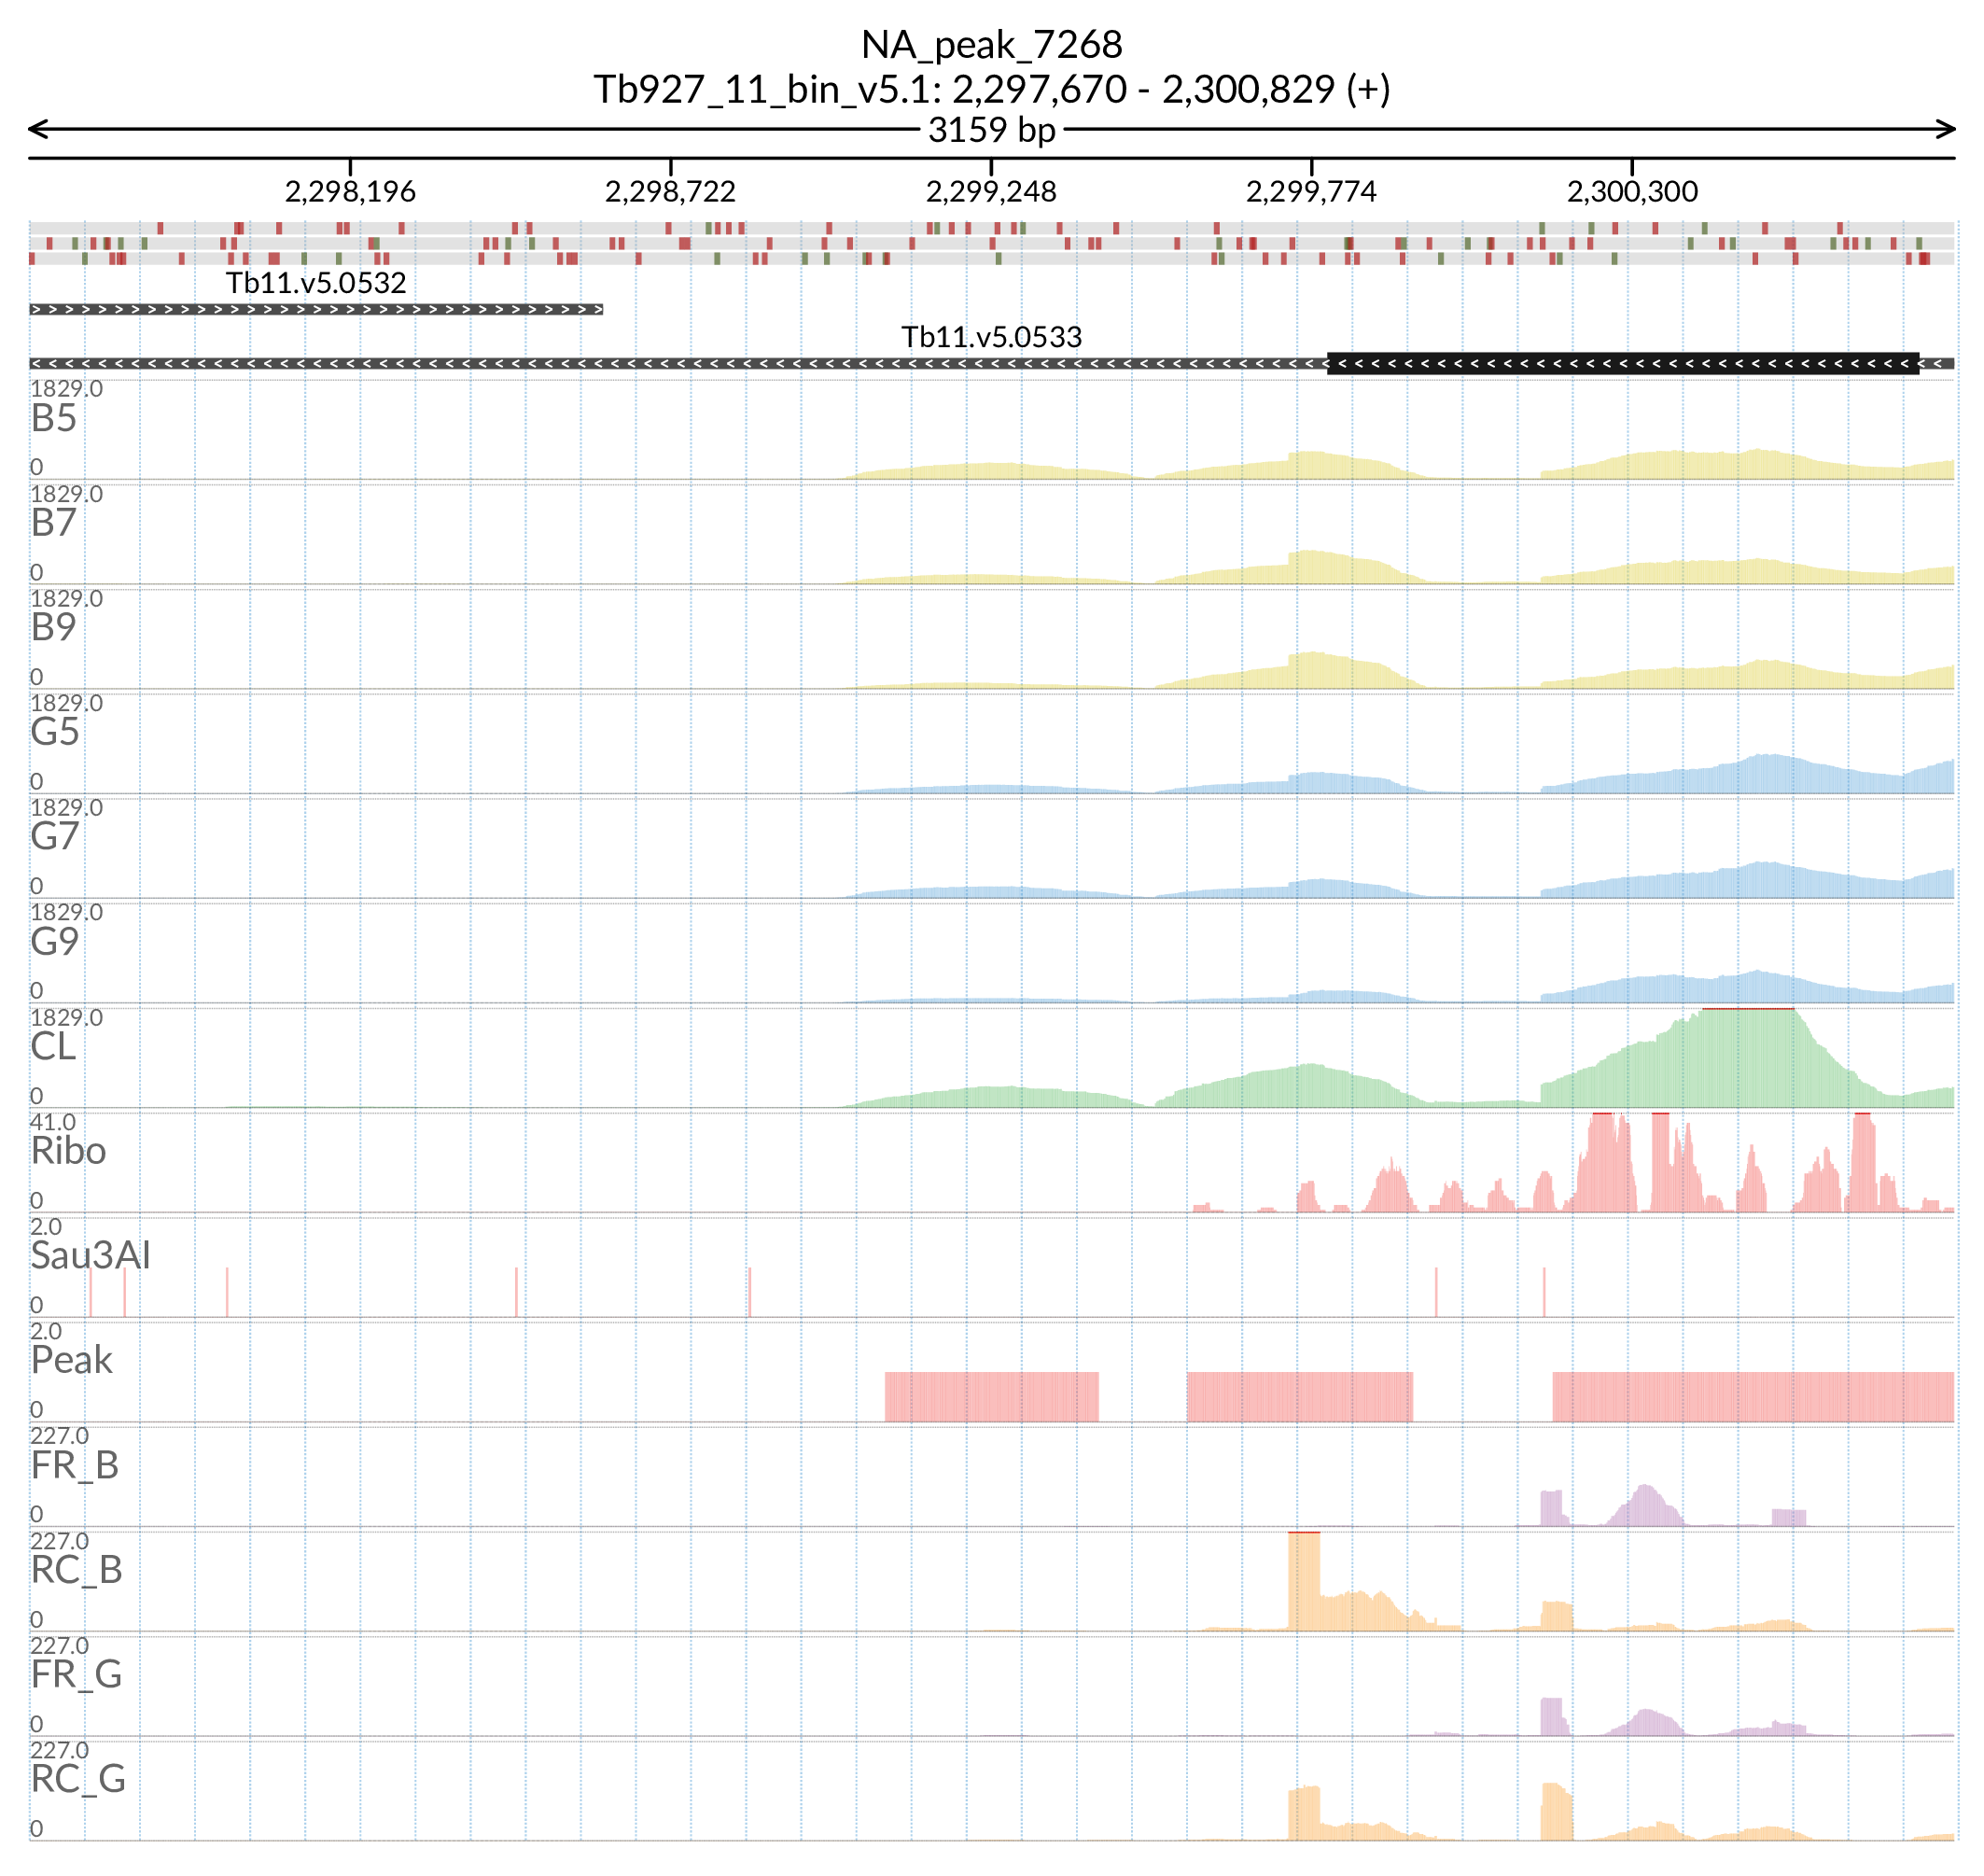 NA_peak_7268
Tb927_11_bin_v5.1: 2,297,670 - 2,300,829 (+)
3159 bp
2,298,196 2,298,722 2,299,248 2,299,774 2,300,300
Tb11.v5.0532
Tb11.v5.0533
1829.0
B5
0
1829.0
B7
0
1829.0
B9
0
1829.0
G5
0
1829.0
G7
0
1829.0
G9
0
1829.0
CL
0
41.0
Ribo
0
2.0
Sau3AI
0
2.0
Peak
0
227.0
FR_B
0
227.0
RC_B
0
227.0
FR_G
0
227.0
RC_G
0